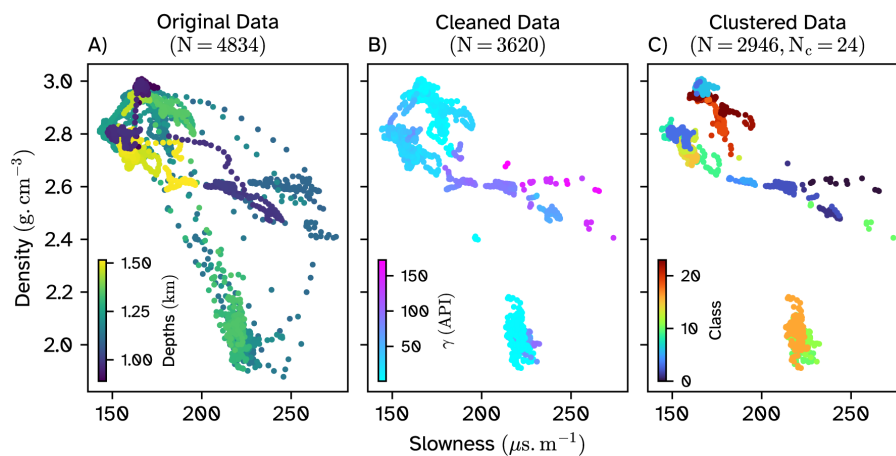 Original Data
(N = 4834)
Cleaned Data
(N = 3620)
Clustered Data
(N = 2946, N_c = 24)
A)
B)
C)
3.0
2.8
2.6
2.4
2.2
2.0
Density (g. cm⁻³)
1.50
1.25
1.00
Depths (km)
150
100
50
γ (API)
20
10
0
Class
150 200 250
150 200 250
150 200 250
Slowness (μs. m⁻¹)